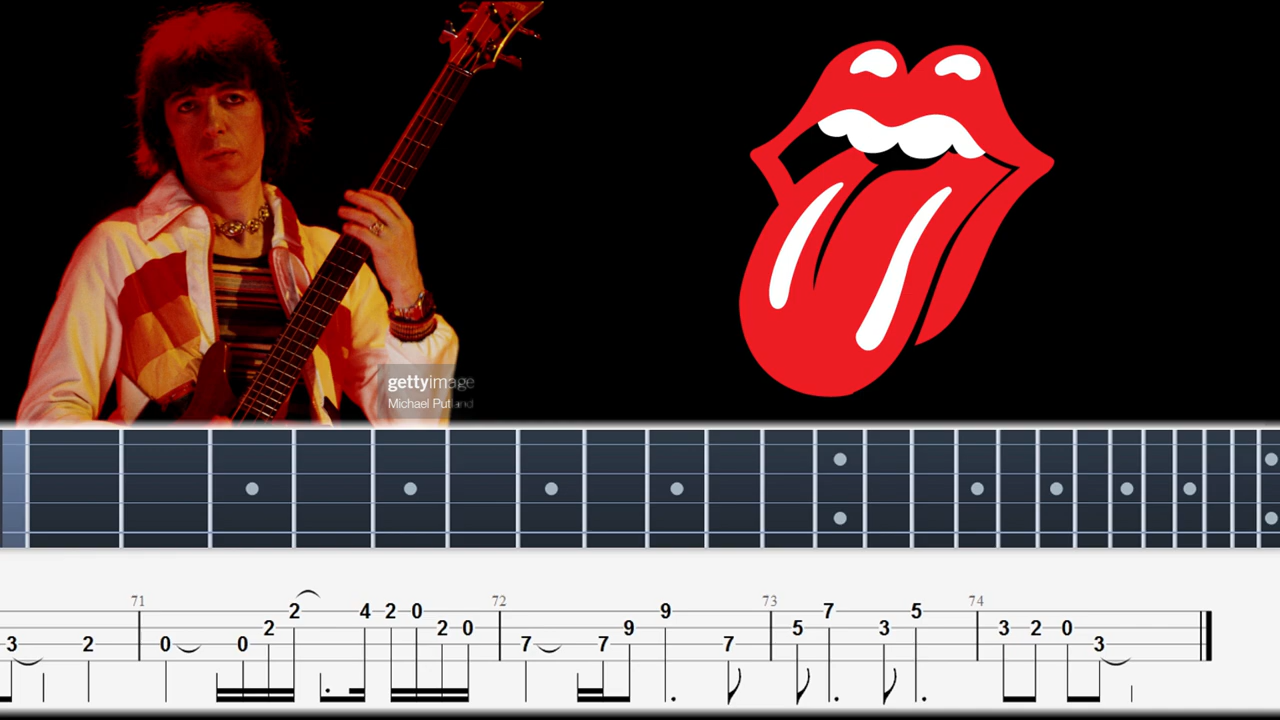 gettyimage
Michael Putland
71 72 73 74
2 4 2 0 9 7 5
2 2 0 9 5 3 3 2 0
3 2 0 0 7 7 7 3